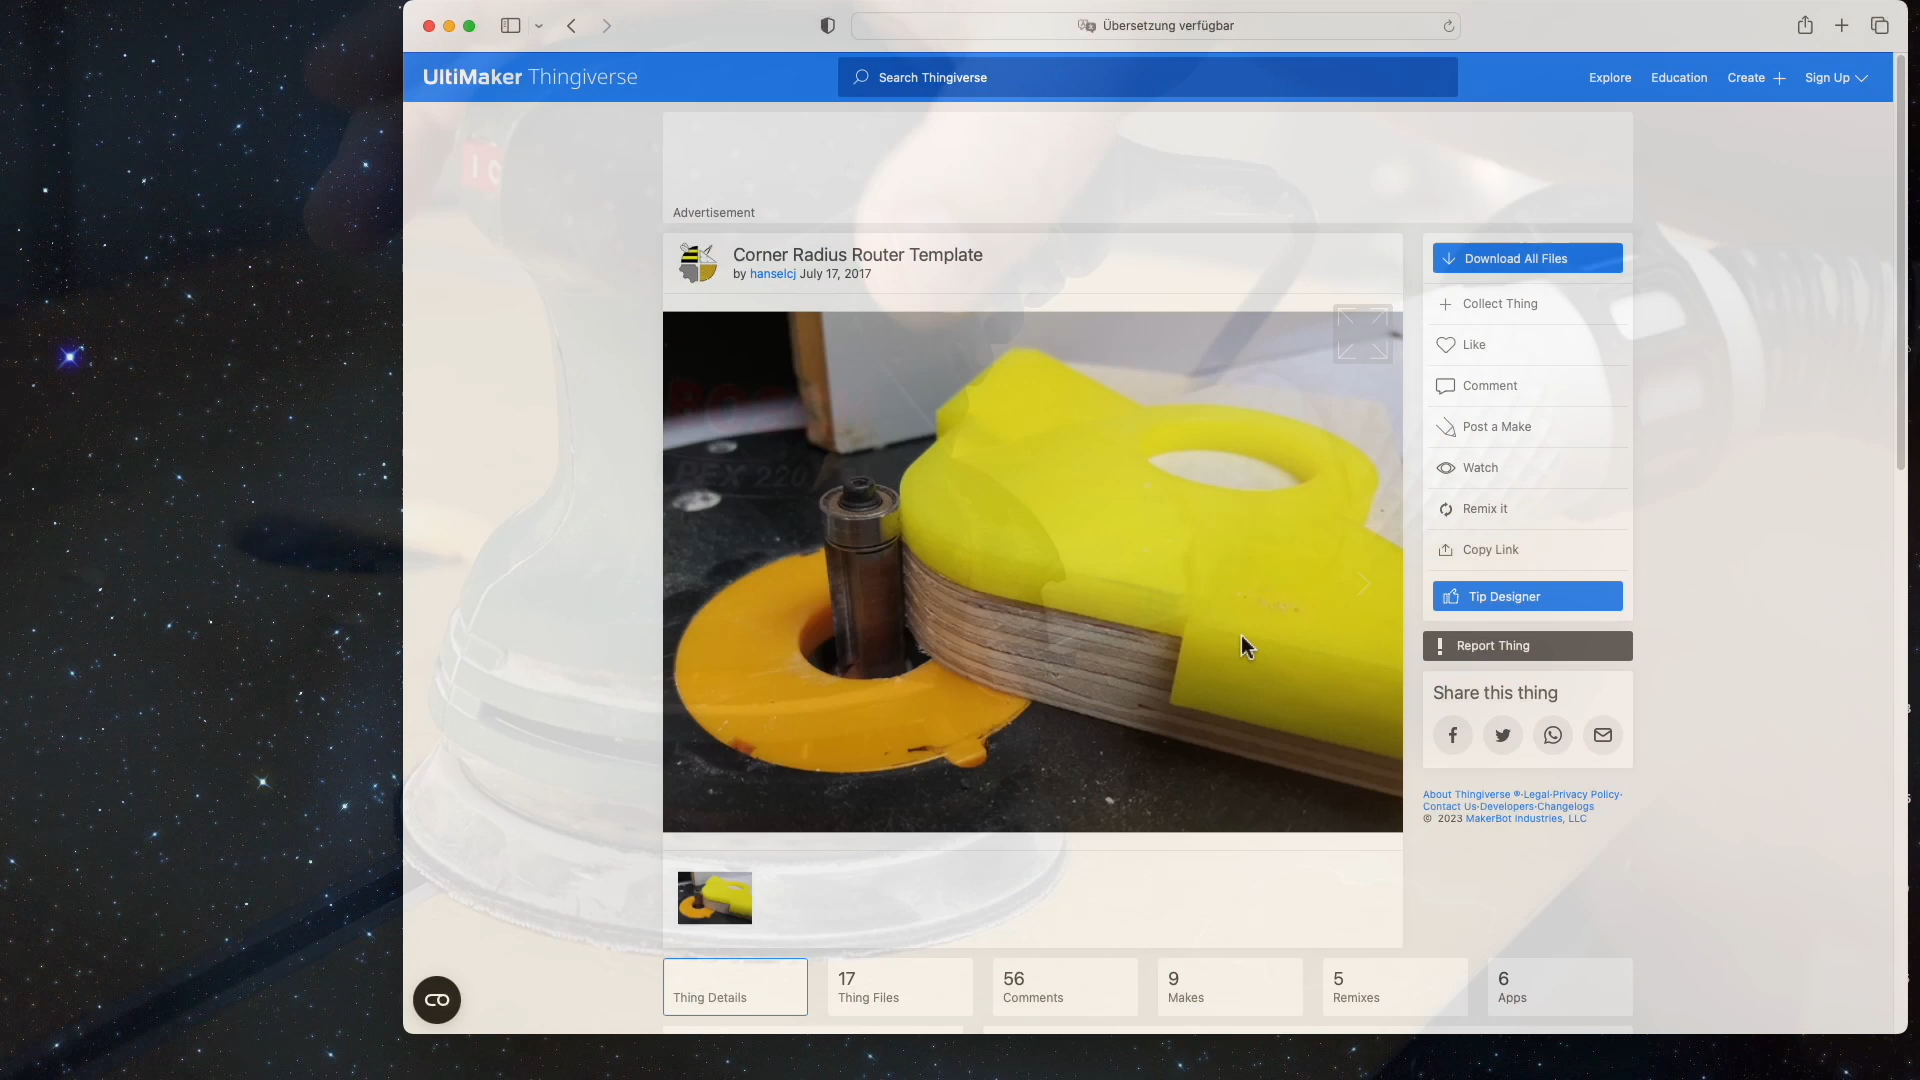 Übersetzung verfügbar
UltiMaker Thingiverse
Search Thingiverse
Explore
Education
Create
Sign Up
Advertisement
Corner Radius Router Template
by hanselcj July 17, 2017
Download All Files
Collect Thing
Like
Comment
Post a Make
Watch
Remix it
Copy Link
Tip Designer
Report Thing
Share this thing
About Thingiverse ®·Legal·Privacy Policy·
Contact Us·Developers·Changelogs
© 2023 MakerBot Industries, LLC
PEX 220
Thing Details
17
Thing Files
56
Comments
9
Makes
5
Remixes
6
Apps